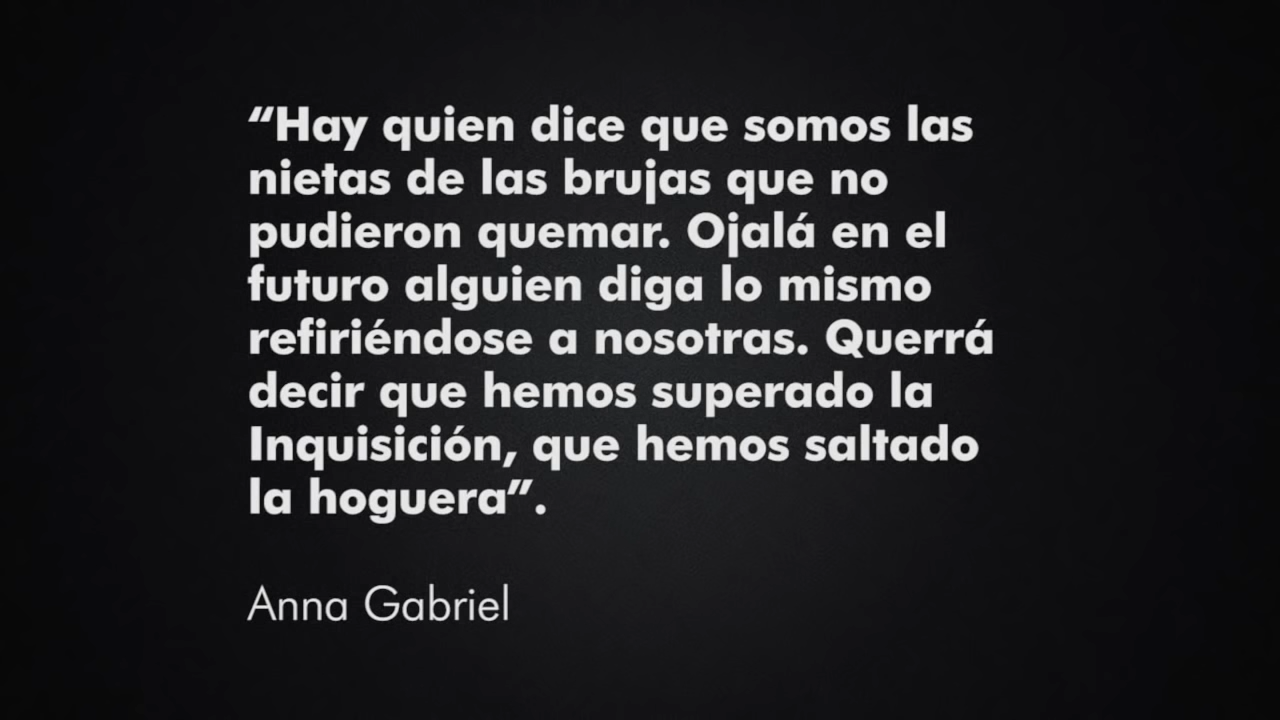 “Hay quien dice que somos las
nietas de las brujas que no
pudieron quemar. Ojalá en el
futuro alguien diga lo mismo
refiriéndose a nosotras. Querrá
decir que hemos superado la
Inquisición, que hemos saltado
la hoguera”.
Anna Gabriel